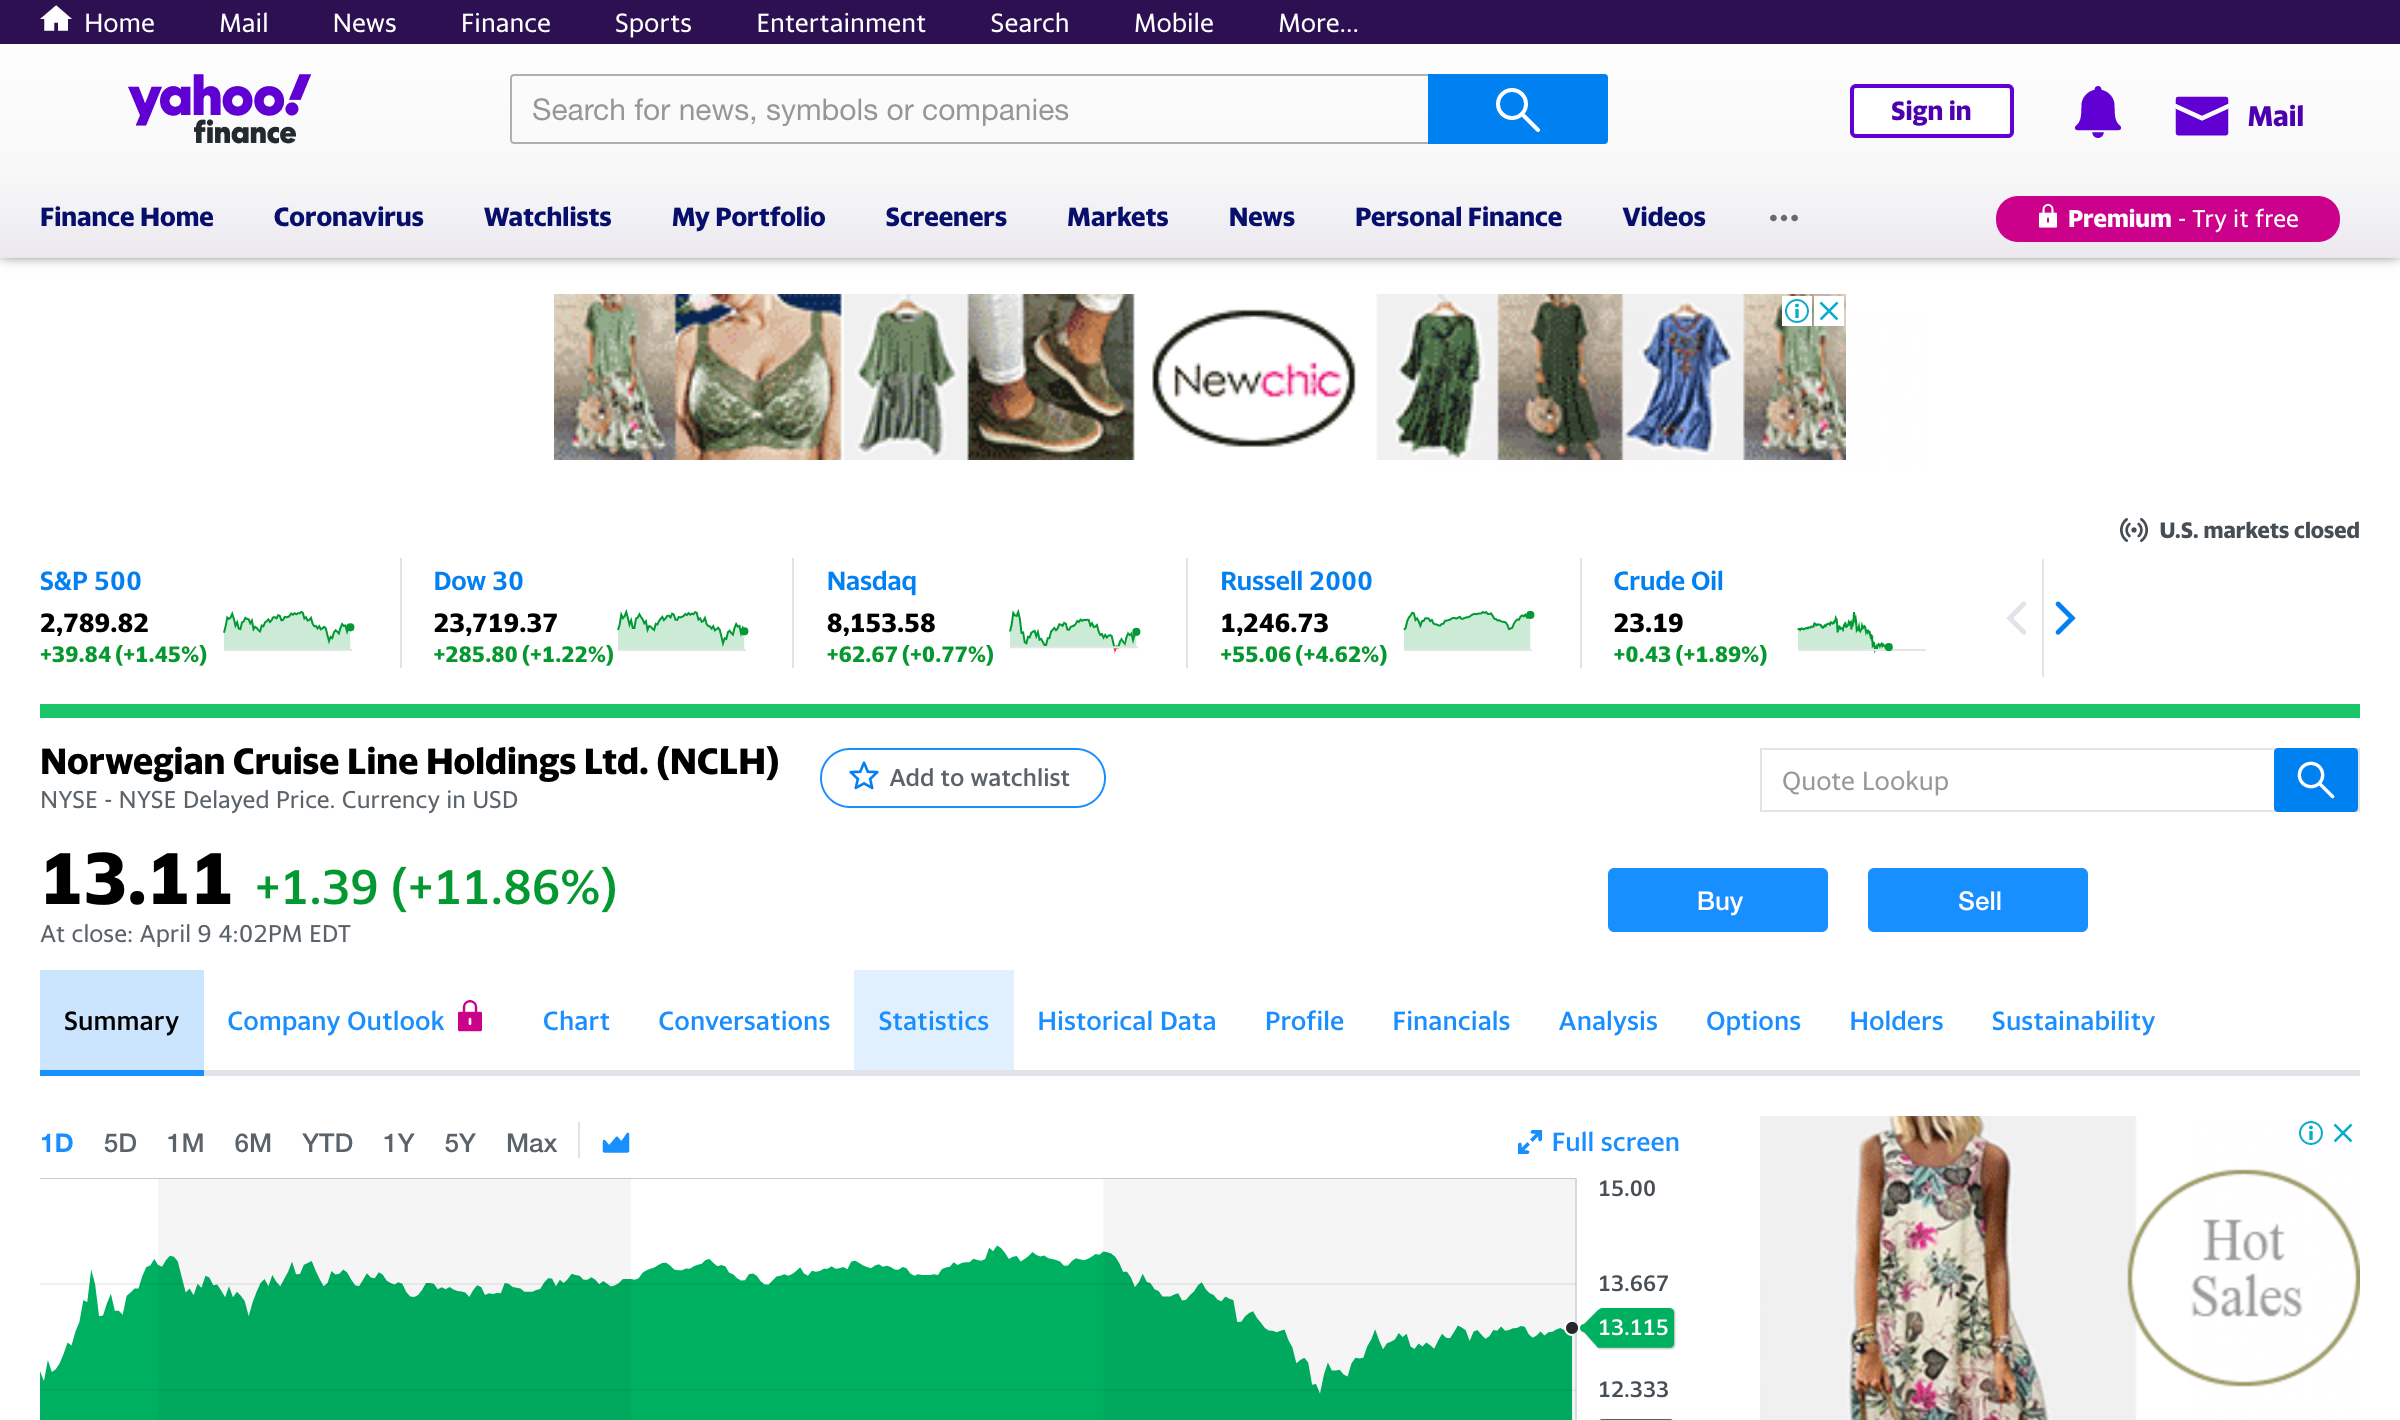 Home Mail News Finance Sports Entertainment Search Mobile More...
yahoo!
finance
Search for news, symbols or companies
Sign in
Mail
Finance Home Coronavirus Watchlists My Portfolio Screeners Markets News Personal Finance Videos
Premium - Try it free
Newchic
U.S. markets closed
S&P 500
2,789.82
+39.84 (+1.45%)
Dow 30
23,719.37
+285.80 (+1.22%)
Nasdaq
8,153.58
+62.67 (+0.77%)
Russell 2000
1,246.73
+55.06 (+4.62%)
Crude Oil
23.19
+0.43 (+1.89%)
Norwegian Cruise Line Holdings Ltd. (NCLH)
NYSE - NYSE Delayed Price. Currency in USD
Add to watchlist
Quote Lookup
13.11 +1.39 (+11.86%)
At close: April 9 4:02PM EDT
Buy
Sell
Summary Company Outlook Chart Conversations Statistics Historical Data Profile Financials Analysis Options Holders Sustainability
1D 5D 1M 6M YTD 1Y 5Y Max
Full screen
15.00
13.667
13.115
12.333
Hot
Sales